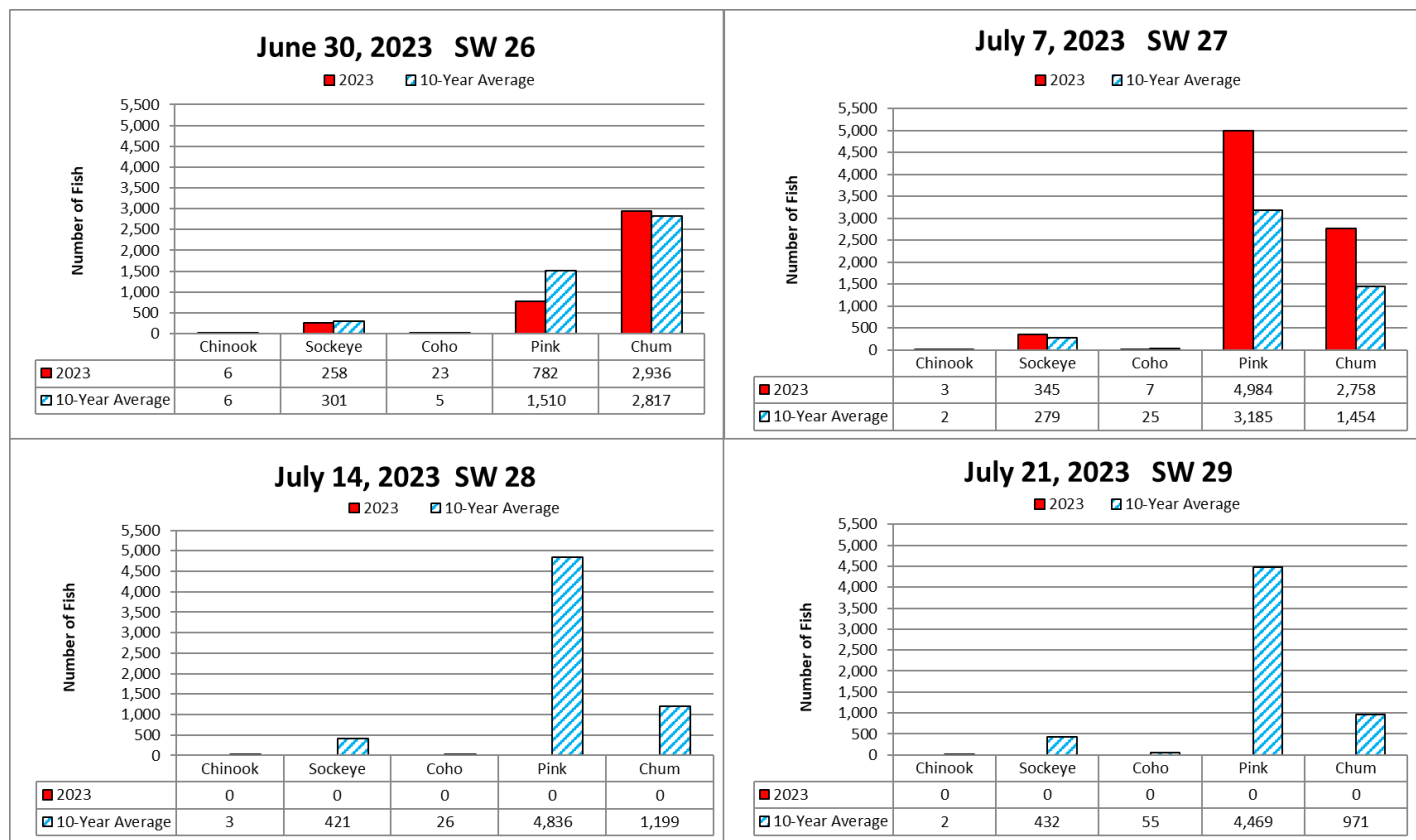 June 30, 2023 SW 26
2023 10-Year Average
Number of Fish
5,500
5,000
4,500
4,000
3,500
3,000
2,500
2,000
1,500
1,000
500
0
Chinook Sockeye Coho Pink Chum
2023 6 258 23 782 2,936
10-Year Average 6 301 5 1,510 2,817
July 7, 2023 SW 27
2023 10-Year Average
Number of Fish
5,500
5,000
4,500
4,000
3,500
3,000
2,500
2,000
1,500
1,000
500
0
Chinook Sockeye Coho Pink Chum
2023 3 345 7 4,984 2,758
10-Year Average 2 279 25 3,185 1,454
July 14, 2023 SW 28
2023 10-Year Average
Number of Fish
5,500
5,000
4,500
4,000
3,500
3,000
2,500
2,000
1,500
1,000
500
0
Chinook Sockeye Coho Pink Chum
2023 0 0 0 0 0
10-Year Average 3 421 26 4,836 1,199
July 21, 2023 SW 29
2023 10-Year Average
Number of Fish
5,500
5,000
4,500
4,000
3,500
3,000
2,500
2,000
1,500
1,000
500
0
Chinook Sockeye Coho Pink Chum
2023 0 0 0 0 0
10-Year Average 2 432 55 4,469 971